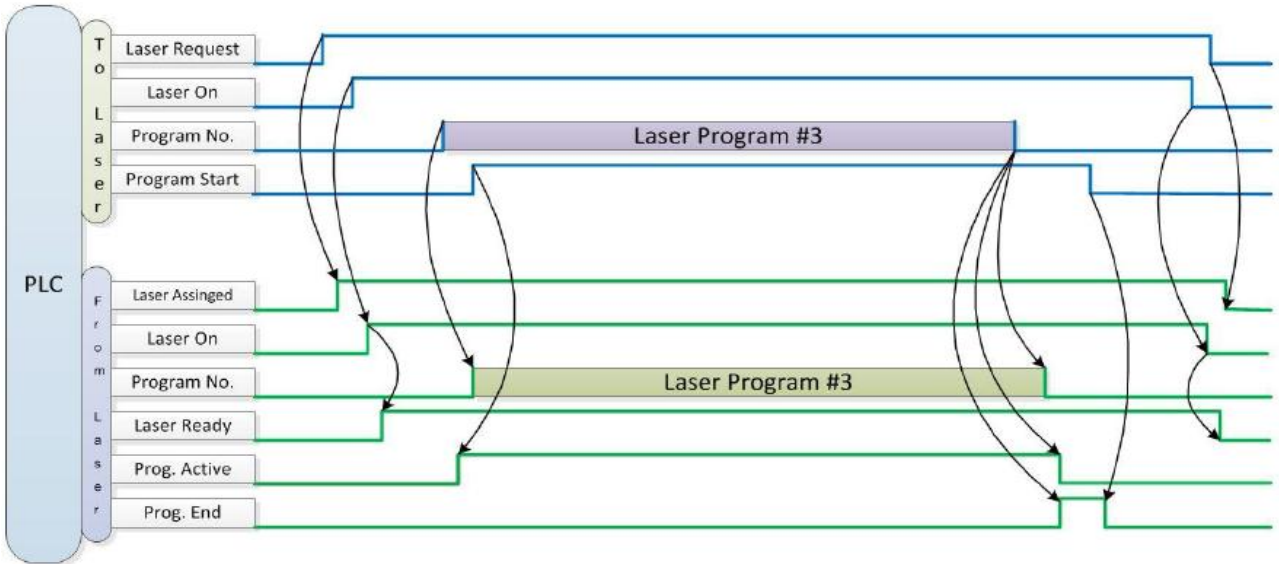 PLC
To Laser
Laser Request
Laser On
Program No.
Laser Program #3
Program Start
From Laser
Laser Assinged
Laser On
Program No.
Laser Program #3
Laser Ready
Prog. Active
Prog. End